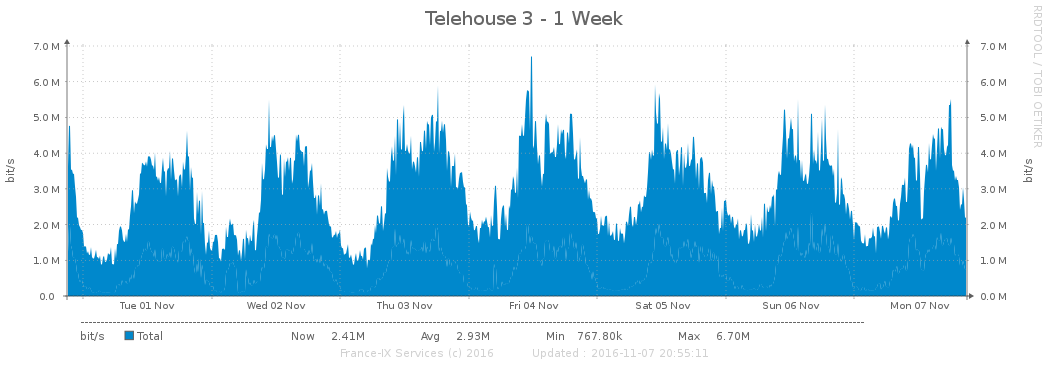 Telehouse 3 - 1 Week
RRDTOOL / TOBI OETIKER
bit/s
7.0 M 7.0 M
6.0 M 6.0 M
5.0 M 5.0 M
4.0 M 4.0 M
3.0 M 3.0 M
2.0 M 2.0 M
1.0 M 1.0 M
0.0 0.0 M
bit/s
Tue 01 Nov Wed 02 Nov Thu 03 Nov Fri 04 Nov Sat 05 Nov Sun 06 Nov Mon 07 Nov
bit/s Total Now 2.41M Avg 2.93M Min 767.80k Max 6.70M
France-IX Services (c) 2016 Updated : 2016-11-07 20:55:11